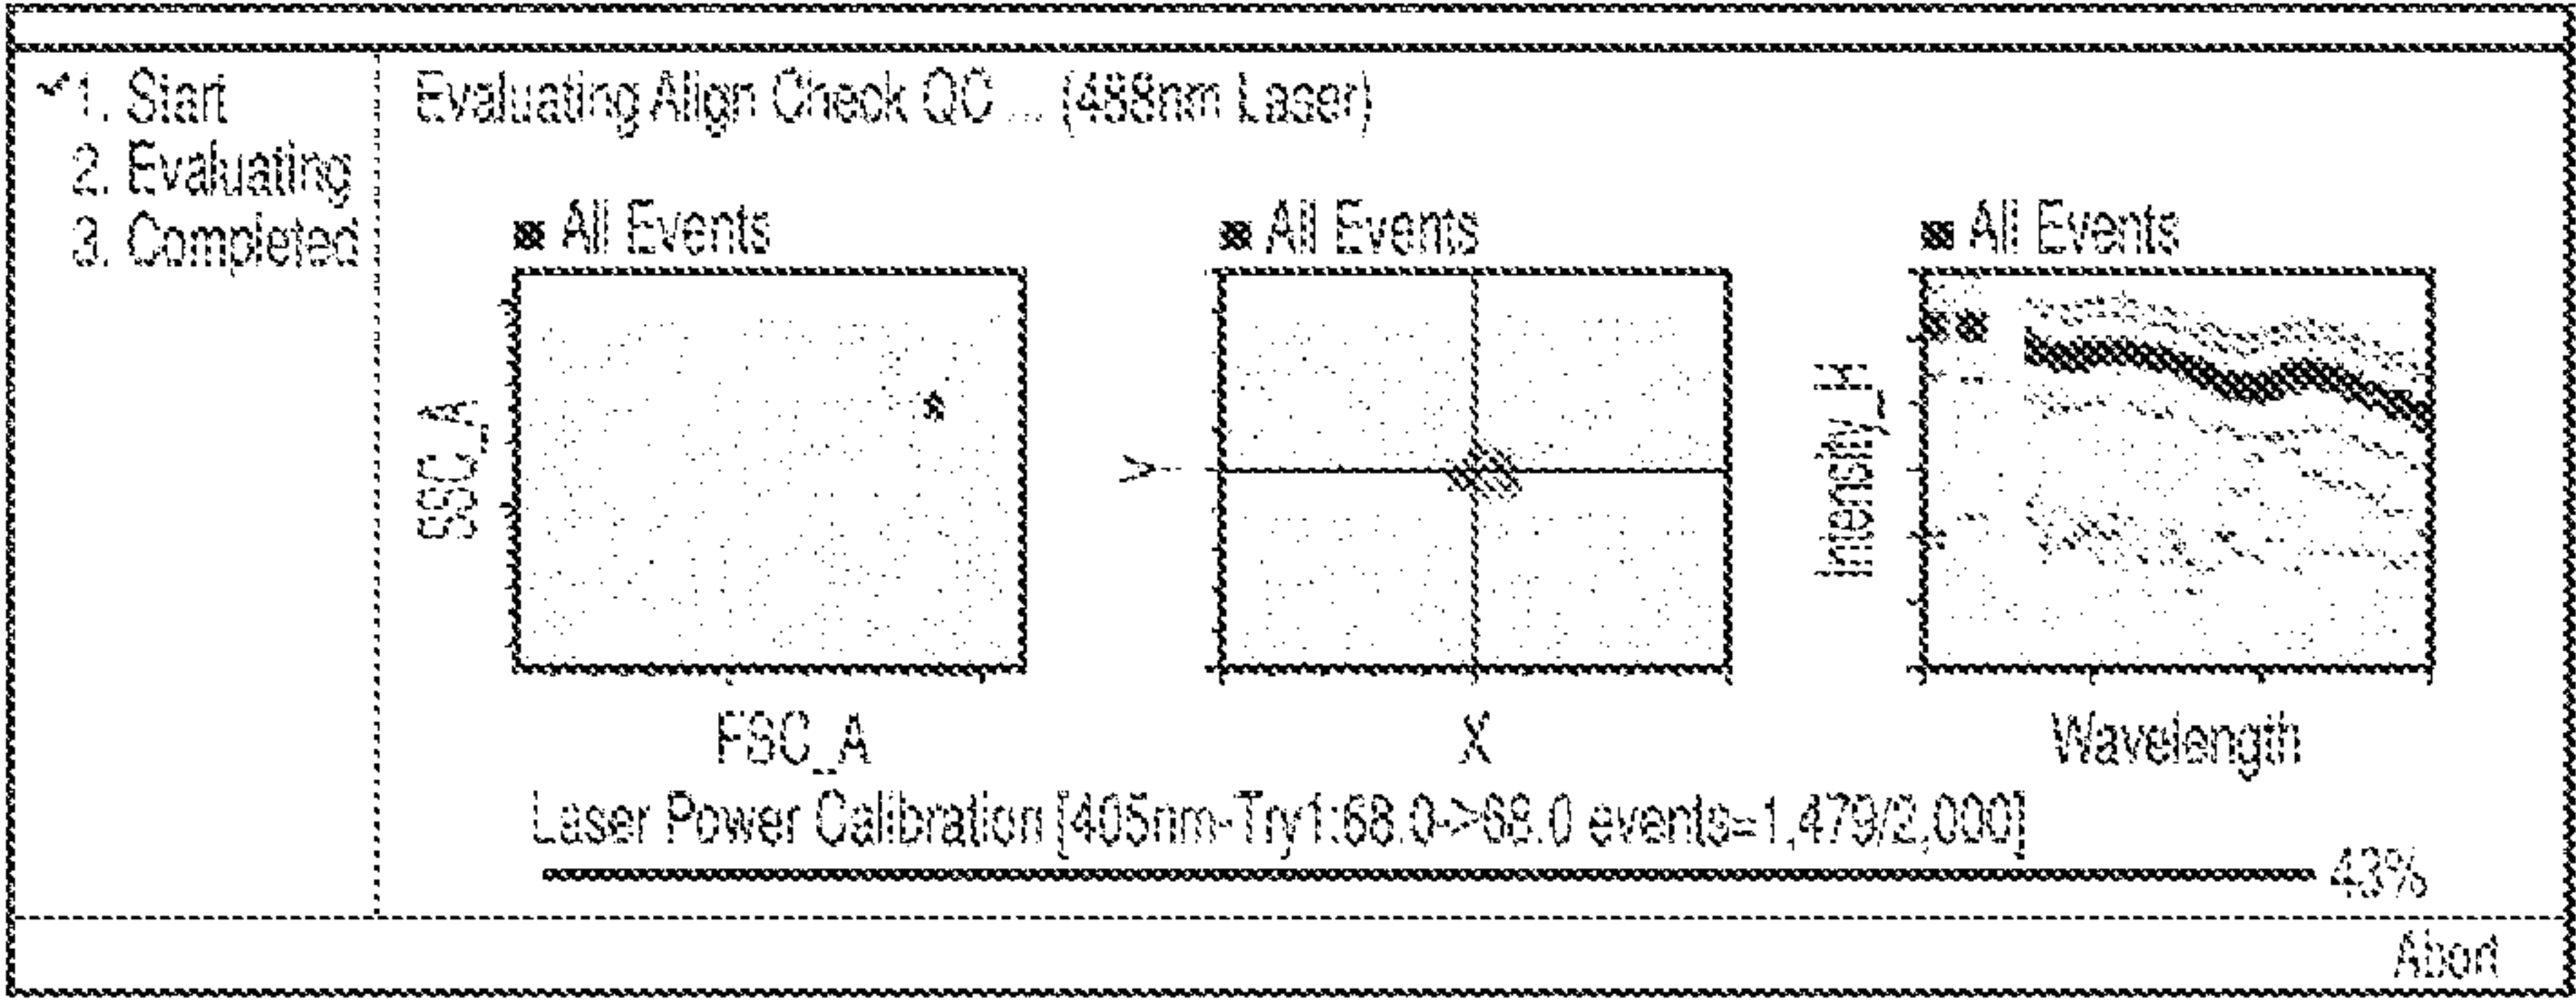 1. Start
2. Evaluating
3. Completed
Evaluating Align Check QC ... (488nm Laser)
All Events
SSC_A
FSC_A
All Events
Y
X
All Events
Intensity_H
Wavelength
Laser Power Calibration [405nm-Try1:68.0->68.0 events=1,479/2,000]
43%
Abort